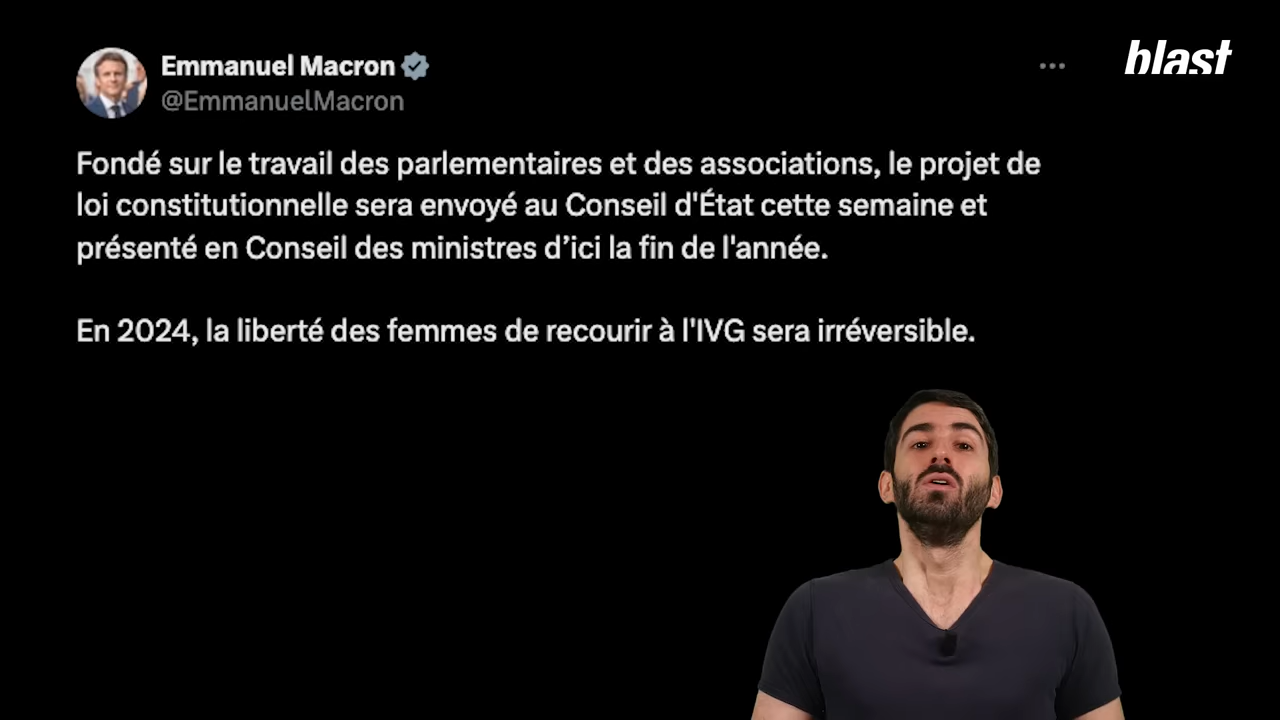 Emmanuel Macron
@EmmanuelMacron
blast
Fondé sur le travail des parlementaires et des associations, le projet de
loi constitutionnelle sera envoyé au Conseil d'État cette semaine et
présenté en Conseil des ministres d’ici la fin de l'année.
En 2024, la liberté des femmes de recourir à l'IVG sera irréversible.